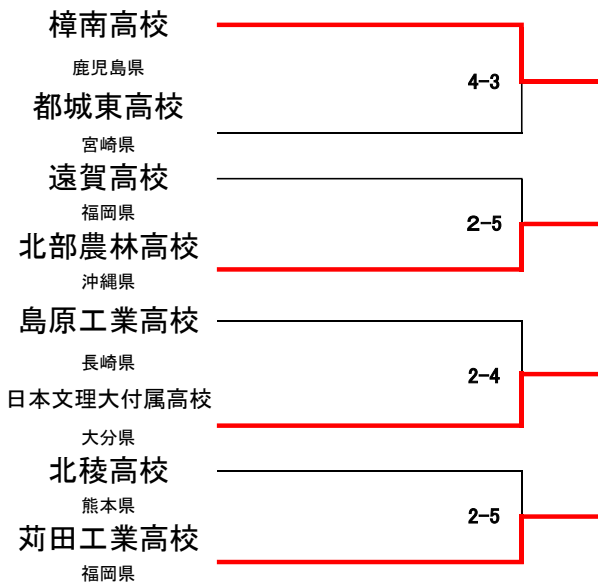 樟南高校
鹿児島県
4-3
都城東高校
宮崎県
遠賀高校
福岡県
2-5
北部農林高校
沖縄県
島原工業高校
長崎県
2-4
日本文理大付属高校
大分県
北稜高校
熊本県
2-5
苅田工業高校
福岡県